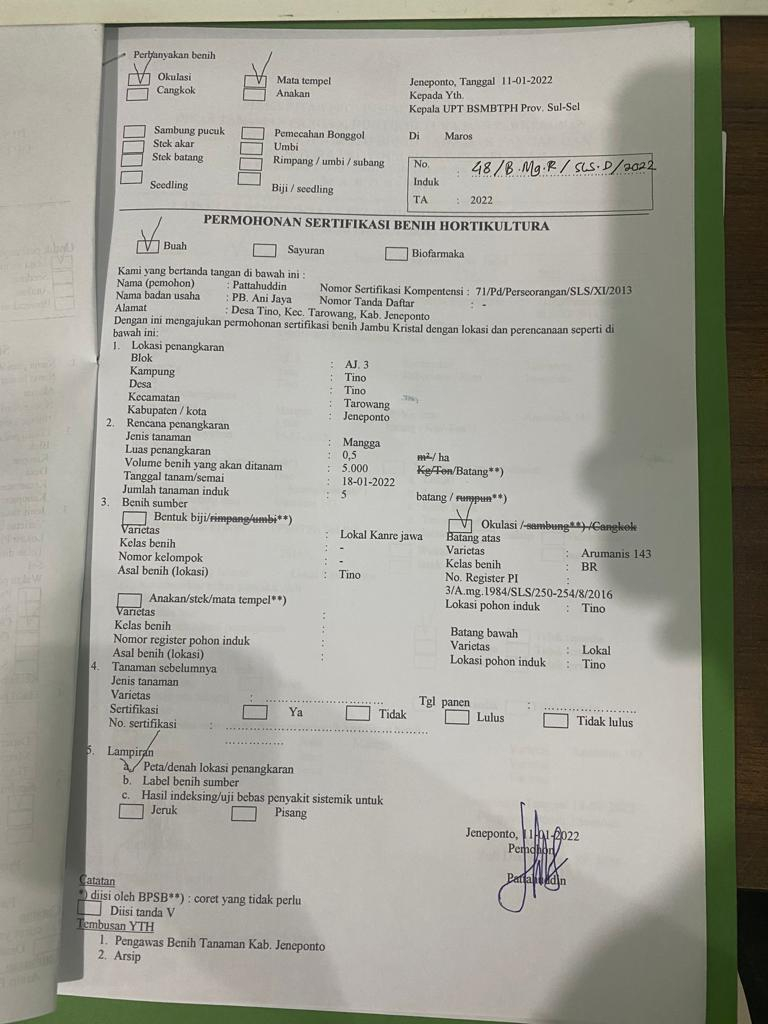 Perbanyakan benih
Okulasi
Cangkok
Mata tempel
Anakan
Jeneponto, Tanggal 11-01-2022
Kepada Yth.
Kepala UPT BSMBTPH Prov. Sul-Sel
Sambung pucuk
Stek akar
Stek batang
Seedling
Pemecahan Bonggol
Umbi
Rimpang / umbi / subang
Biji / seedling
Di Maros
No. Induk : 48/B.Mg.R/SLS.D/2022
TA : 2022
PERMOHONAN SERTIFIKASI BENIH HORTIKULTURA
Buah Sayuran Biofarmaka
Kami yang bertanda tangan di bawah ini :
Nama (pemohon) : Pattahuddin Nomor Sertifikasi Kompentensi : 71/Pd/Perseorangan/SLS/XI/2013
Nama badan usaha : PB. Ani Jaya Nomor Tanda Daftar : -
Alamat : Desa Tino, Kec. Tarowang, Kab. Jeneponto
Dengan ini mengajukan permohonan sertifikasi benih Jambu Kristal dengan lokasi dan perencanaan seperti di
bawah ini:
1. Lokasi penangkaran
Blok : AJ. 3
Kampung : Tino
Desa : Tino
Kecamatan : Tarowang
Kabupaten / kota : Jeneponto
2. Rencana penangkaran
Jenis tanaman : Mangga
Luas penangkaran : 0,5 m²/ ha
Volume benih yang akan ditanam : 5.000 Kg/Ton/Batang**)
Tanggal tanam/semai : 18-01-2022
Jumlah tanaman induk : 5 batang / rumpun**)
3. Benih sumber
Bentuk biji/rimpang/umbi**)
Varietas : Lokal Kanre jawa
Kelas benih : -
Nomor kelompok : -
Asal benih (lokasi) : Tino
Okulasi /-sambung**) /Cangkok
Batang atas
Varietas : Arumanis 143
Kelas benih : BR
No. Register PI :
3/A.mg.1984/SLS/250-254/8/2016
Lokasi pohon induk : Tino
Anakan/stek/mata tempel**)
Varietas :
Kelas benih :
Nomor register pohon induk :
Asal benih (lokasi) :
Batang bawah
Varietas : Lokal
Lokasi pohon induk : Tino
4. Tanaman sebelumnya
Jenis tanaman
Varietas : ........................ Tgl panen : ........................
Sertifikasi Ya Tidak Lulus Tidak lulus
No. sertifikasi : ........................
5. Lampiran
a. Peta/denah lokasi penangkaran
b. Label benih sumber
c. Hasil indeksing/uji bebas penyakit sistemik untuk
Jeruk Pisang
Jeneponto, 11-01-2022
Pemohon
Pattahuddin
Catatan
*) diisi oleh BPSB**) : coret yang tidak perlu
Diisi tanda V
Tembusan YTH
1. Pengawas Benih Tanaman Kab. Jeneponto
2. Arsip